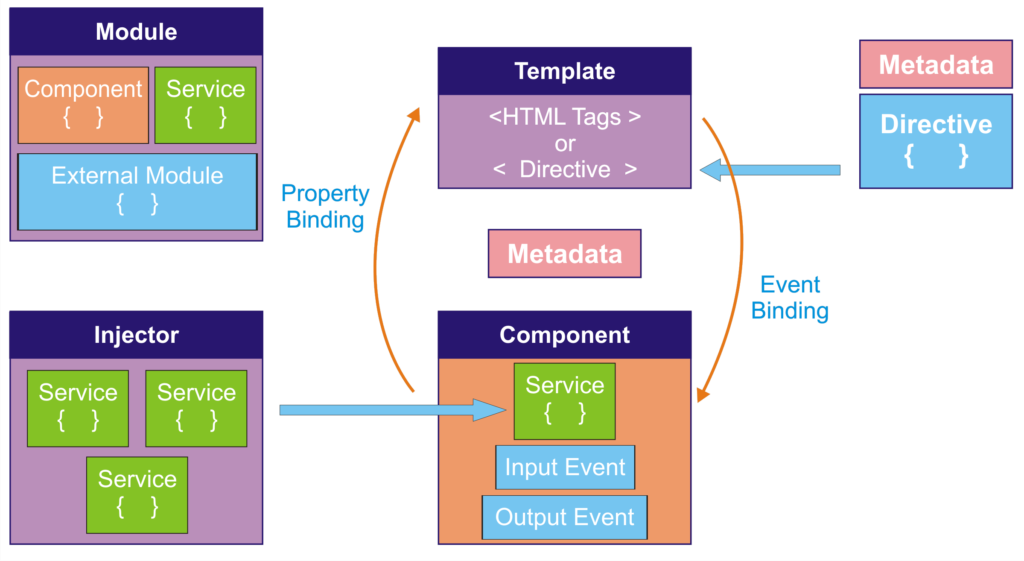 Module
Component
{ }
Service
{ }
External Module
{ }
Property
Binding
Template
<HTML Tags >
or
< Directive >
Metadata
Directive
{ }
Metadata
Event
Binding
Injector
Service
{ }
Service
{ }
Service
{ }
Component
Service
{ }
Input Event
Output Event